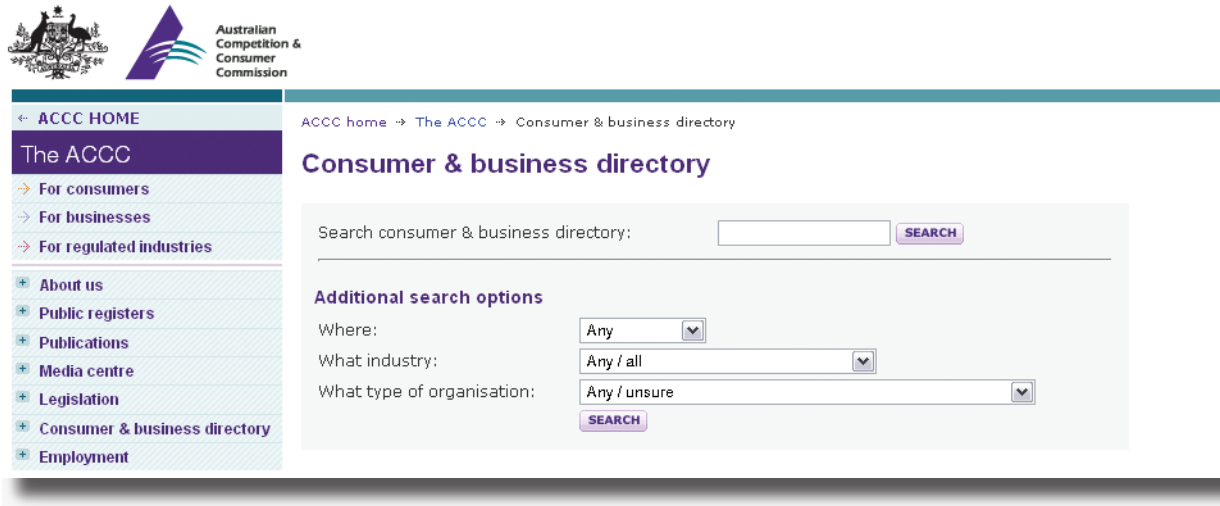 Australian
Competition &
Consumer
Commission
← ACCC HOME
The ACCC
For consumers
For businesses
For regulated industries
About us
Public registers
Publications
Media centre
Legislation
Consumer & business directory
Employment
ACCC home → The ACCC → Consumer & business directory
Consumer & business directory
Search consumer & business directory: SEARCH
Additional search options
Where: Any
What industry: Any / all
What type of organisation: Any / unsure
SEARCH